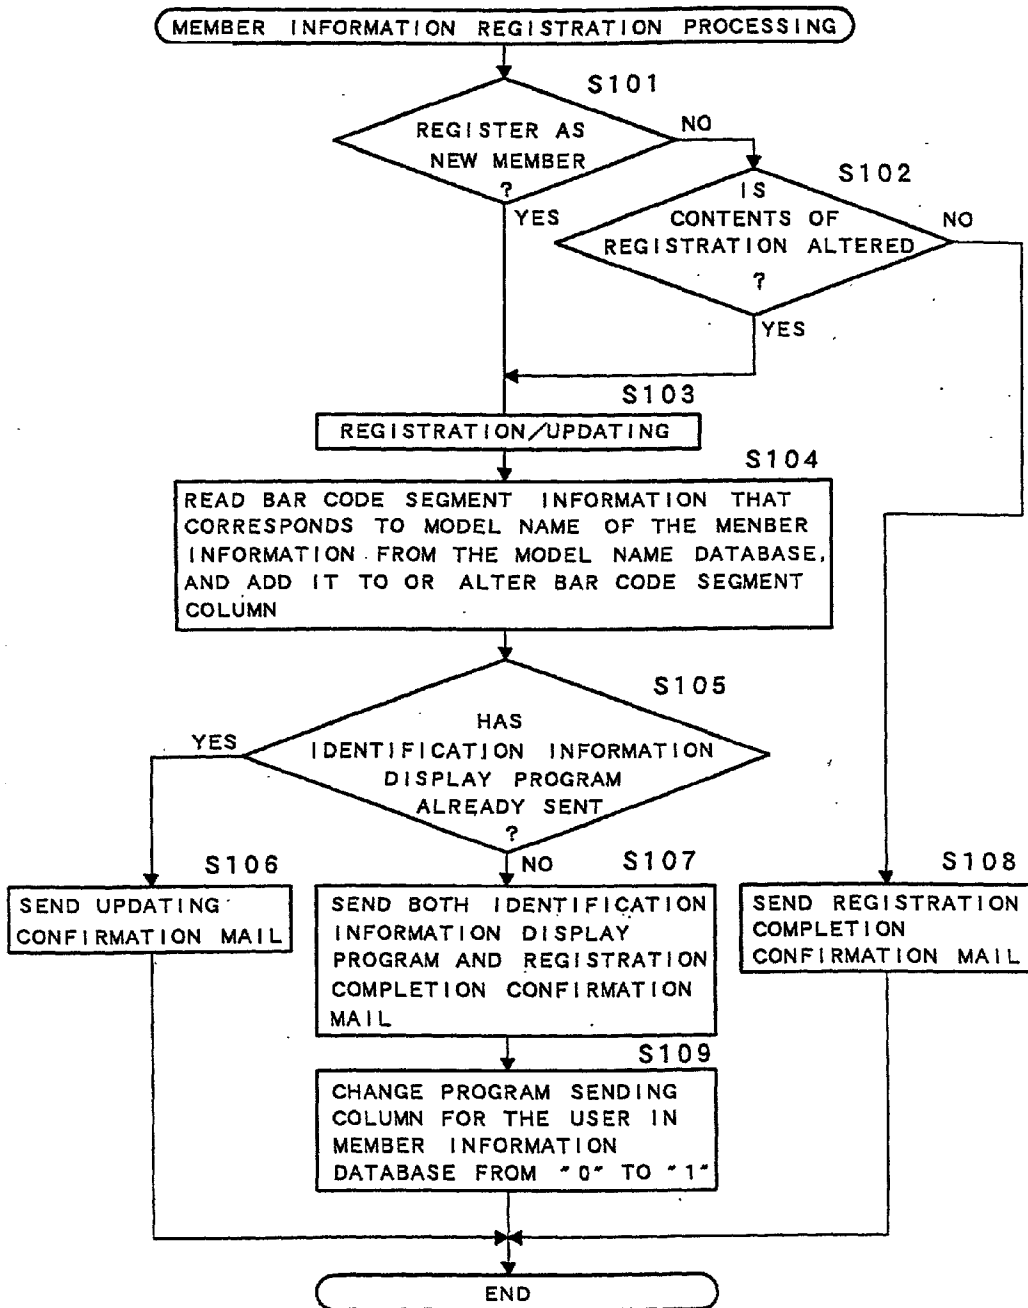 MEMBER INFORMATION REGISTRATION PROCESSING
S101
REGISTER AS
NEW MEMBER
?
NO
YES
S102
IS
CONTENTS OF
REGISTRATION ALTERED
?
NO
YES
S103
REGISTRATION/UPDATING
S104
READ BAR CODE SEGMENT INFORMATION THAT
CORRESPONDS TO MODEL NAME OF THE MENBER
INFORMATION FROM THE MODEL NAME DATABASE,
AND ADD IT TO OR ALTER BAR CODE SEGMENT
COLUMN
S105
HAS
IDENTIFICATION INFORMATION
DISPLAY PROGRAM
ALREADY SENT
?
YES
NO
S106
SEND UPDATING
CONFIRMATION MAIL
S107
SEND BOTH IDENTIFICATION
INFORMATION DISPLAY
PROGRAM AND REGISTRATION
COMPLETION CONFIRMATION
MAIL
S108
SEND REGISTRATION
COMPLETION
CONFIRMATION MAIL
S109
CHANGE PROGRAM SENDING
COLUMN FOR THE USER IN
MEMBER INFORMATION
DATABASE FROM "0" TO "1"
END